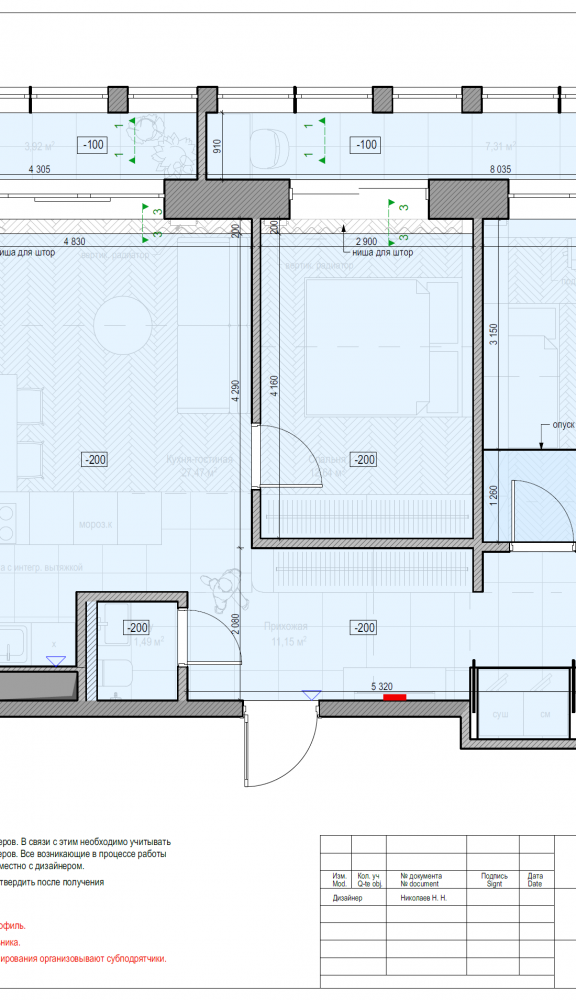 3,92 м²
-100
1
1
910
-100
1
1
7,31 м²
4 305
8 035
3
3
3
3
200
200
4 830
2 900
ниша для штор
ниша для штор
вертик. радиатор
вертик. радиатор
3 150
4 290
4 160
опуск
-200
Кухня-гостиная
27,47 м²
-200
Спальня
12,64 м²
1 260
мороз.к
а с интегр. вытяжкой
-200
1,49 м²
2 080
Прихожая
11,15 м²
-200
х
5 320
суш
см
еров. В связи с этим необходимо учитывать
еров. Все возникающие в процессе работы
местно с дизайнером.
твердить после получения
офиль.
ьника.
ирования организовывают субподрятчики.
Изм.
Mod.
Кол. уч
Q-te obj.
№ документа
№ document
Подпись
Signt
Дата
Date
Дизайнер
Николаев Н. Н.